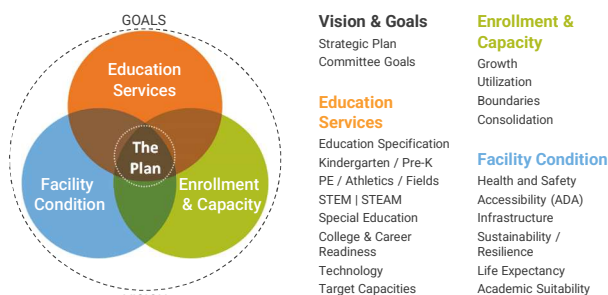 GOALS
Education
Services
The
Plan
Facility
Condition
Enrollment
& Capacity
Vision & Goals
Strategic Plan
Committee Goals
Education
Services
Education Specification
Kindergarten / Pre-K
PE / Athletics / Fields
STEM | STEAM
Special Education
College & Career
Readiness
Technology
Target Capacities
Enrollment &
Capacity
Growth
Utilization
Boundaries
Consolidation
Facility Condition
Health and Safety
Accessibility (ADA)
Infrastructure
Sustainability /
Resilience
Life Expectancy
Academic Suitability